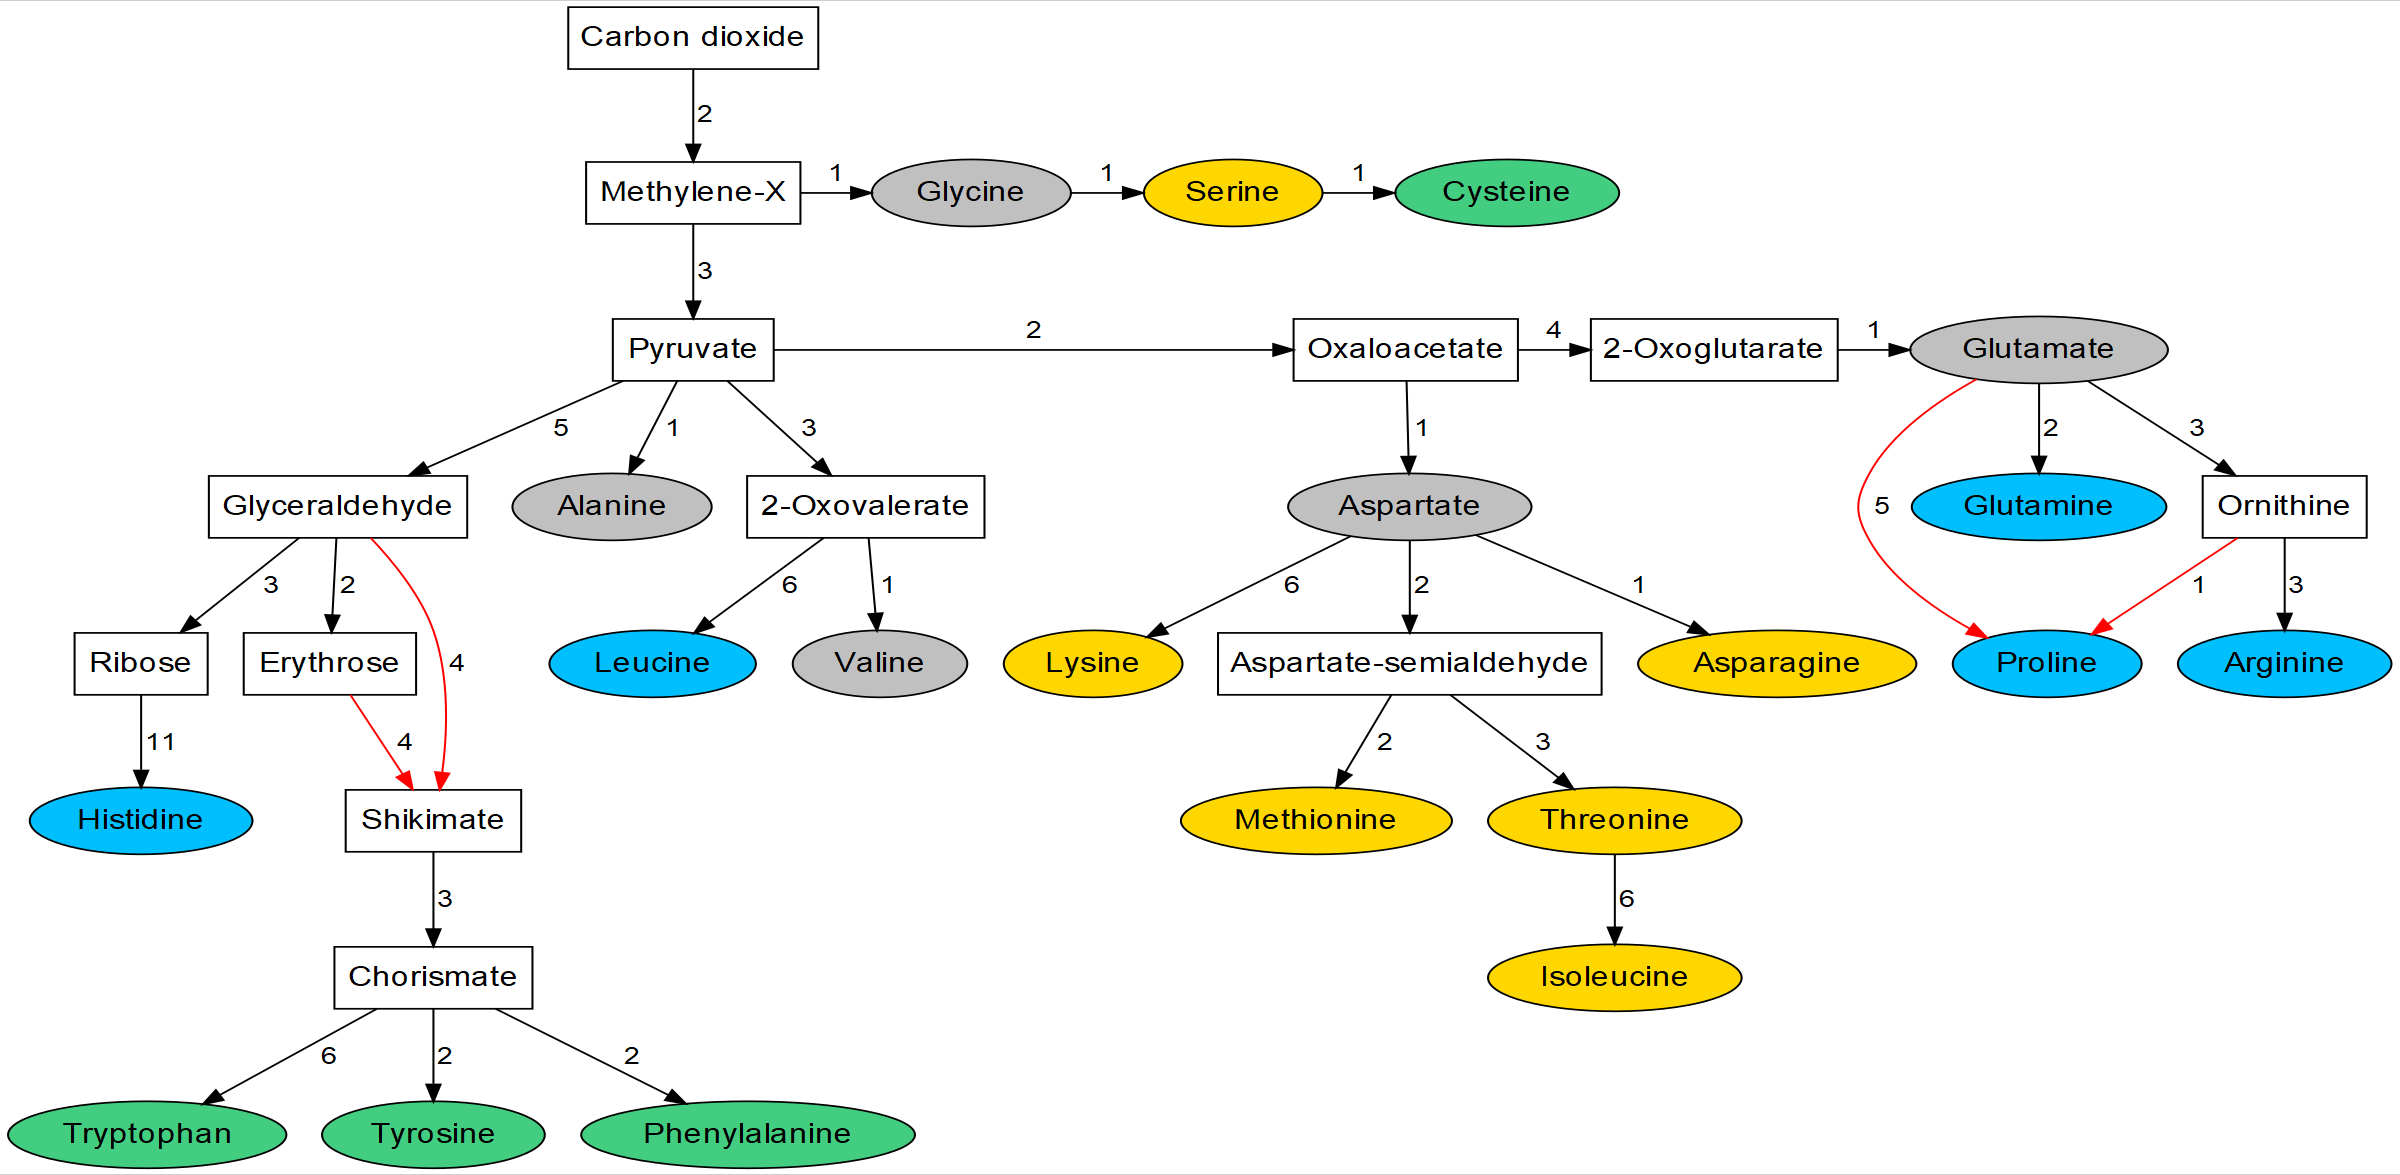 Carbon dioxide
2
Methylene-X
1
Glycine
1
Serine
1
Cysteine
3
Pyruvate
2
Oxaloacetate
4
2-Oxoglutarate
1
Glutamate
5
1
3
1
5
2
3
Glyceraldehyde
Alanine
2-Oxovalerate
Aspartate
Glutamine
Ornithine
3
2
4
6
1
6
2
1
1
3
Ribose
Erythrose
Leucine
Valine
Lysine
Aspartate-semialdehyde
Asparagine
Proline
Arginine
11
4
2
3
Histidine
Shikimate
Methionine
Threonine
3
6
Chorismate
Isoleucine
6
2
2
Tryptophan
Tyrosine
Phenylalanine